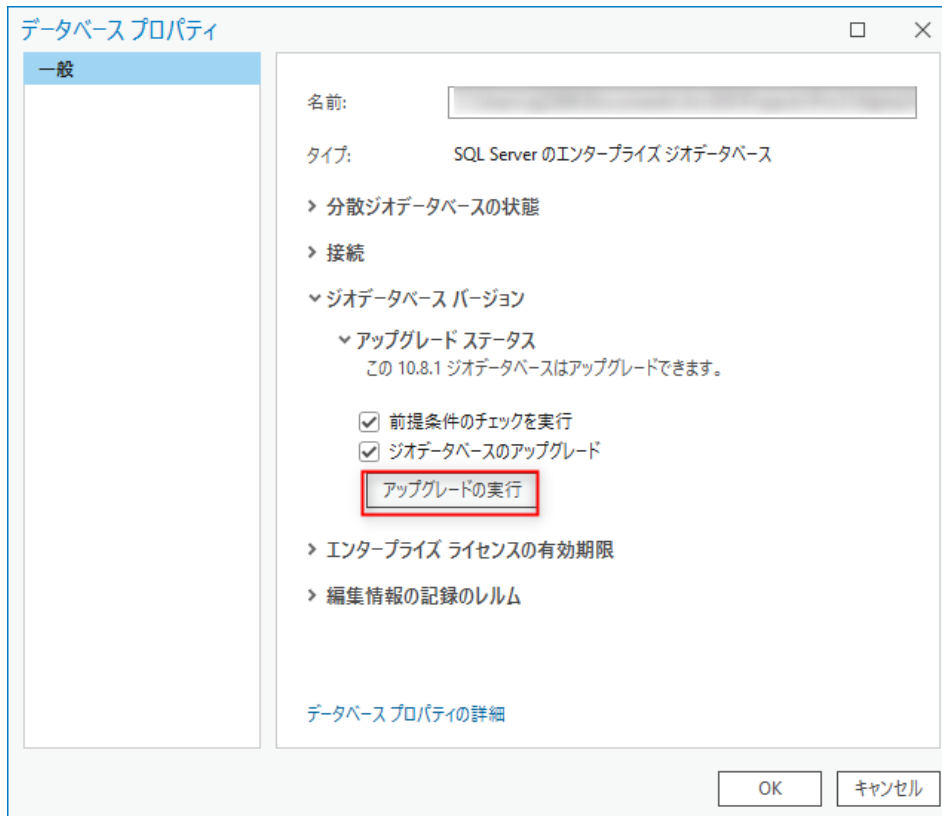 データベース プロパティ
一般
名前:
タイプ: SQL Server のエンタープライズ ジオデータベース
分散ジオデータベースの状態
接続
ジオデータベース バージョン
アップグレード ステータス
この 10.8.1 ジオデータベースはアップグレードできます。
前提条件のチェックを実行
ジオデータベースのアップグレード
アップグレードの実行
エンタープライズ ライセンスの有効期限
編集情報の記録のレルム
データベース プロパティの詳細
OK キャンセル